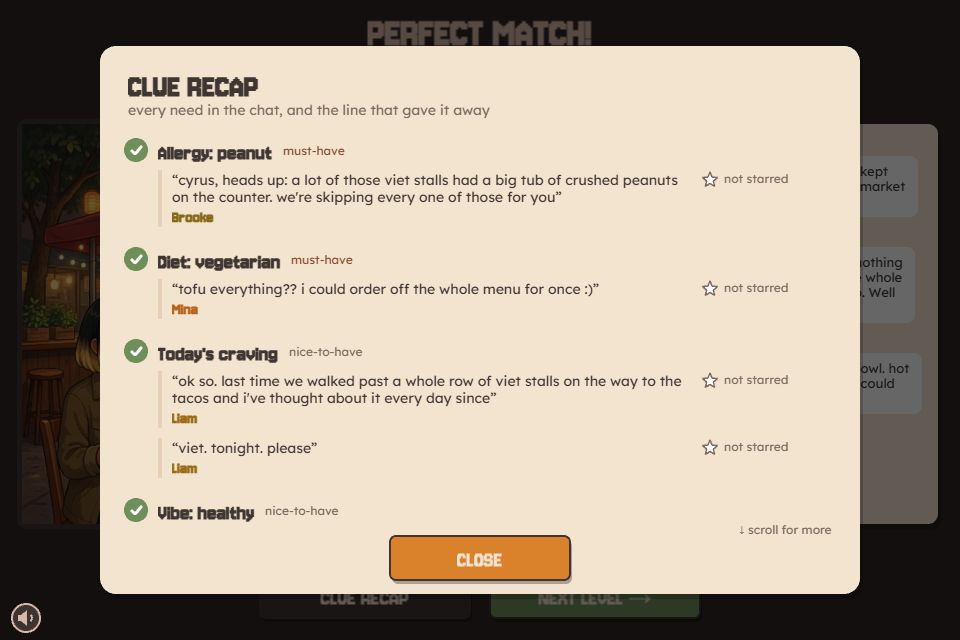 PERFECT MATCH!
CLUE RECAP
every need in the chat, and the line that gave it away
Allergy: peanut must-have
“cyrus, heads up: a lot of those viet stalls had a big tub of crushed peanuts
on the counter. we're skipping every one of those for you”
not starred
Brooke
Diet: vegetarian must-have
“tofu everything?? i could order off the whole menu for once :)”
not starred
Mina
Today's craving nice-to-have
“ok so. last time we walked past a whole row of viet stalls on the way to the
tacos and i've thought about it every day since”
not starred
Liam
“viet. tonight. please”
not starred
Liam
Vibe: healthy nice-to-have
↓ scroll for more
CLOSE
kept
market
whole
. Well
hot
could
CLUE RECAP
NEXT LEVEL →